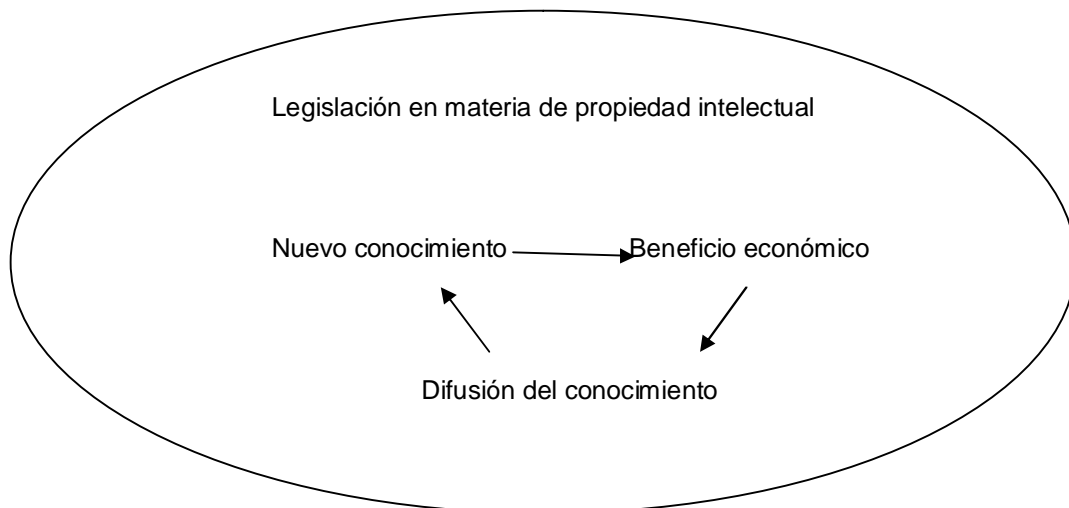 Legislación en materia de propiedad intelectual
Nuevo conocimiento Beneficio económico
Difusión del conocimiento